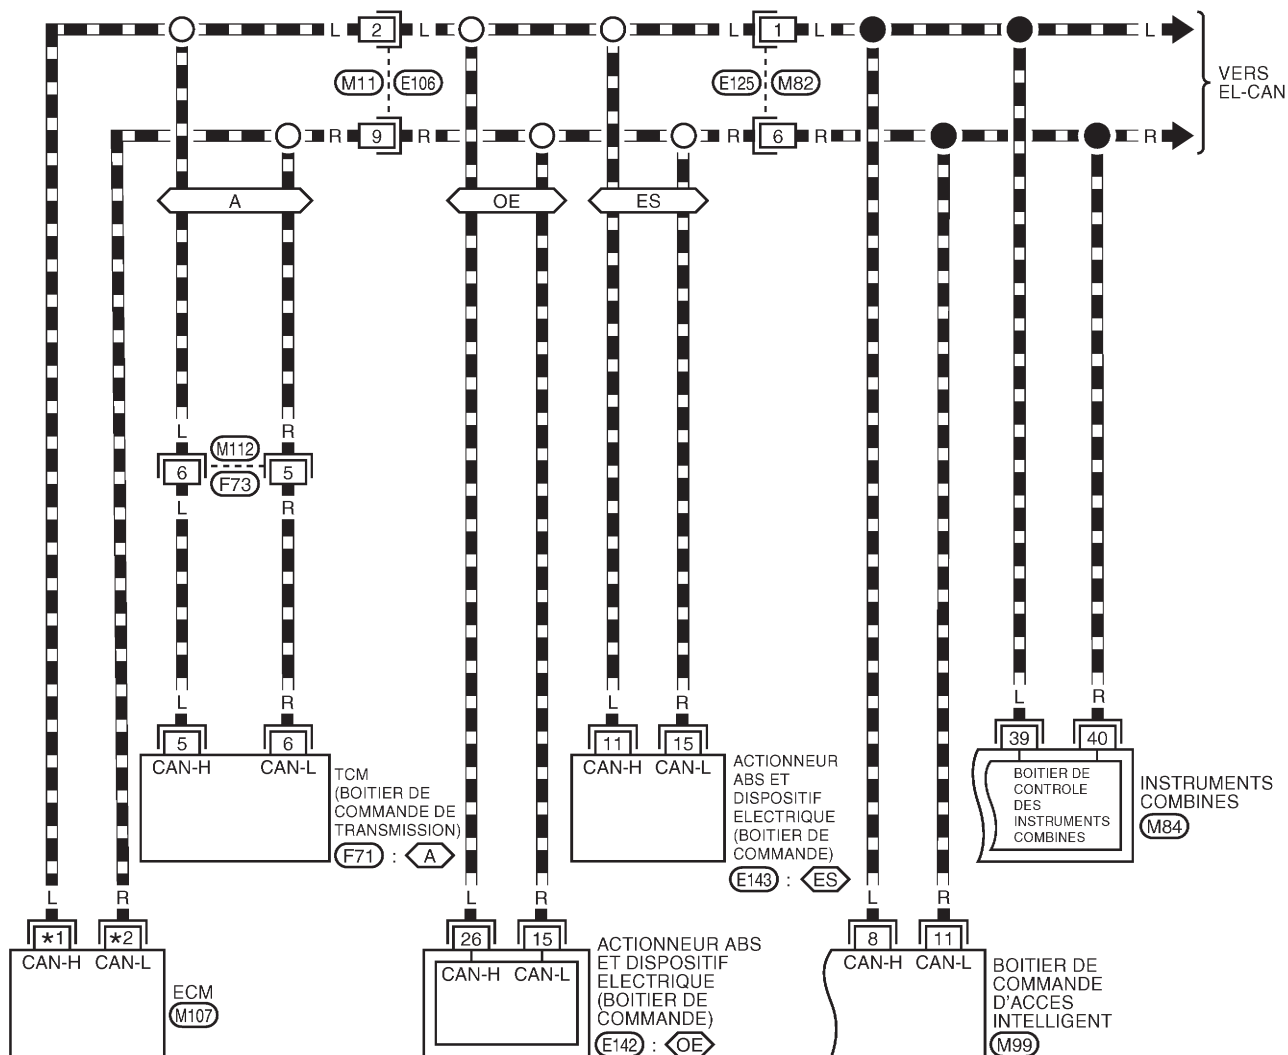 L 2 L L 1 L L
M11 E106
E125 M82
VERS
EL-CAN
R 9 R R 6 R R
A
OE
ES
L R
M112
6 5
F73
L R
L R
5 6
CAN-H CAN-L
TCM
(BOITIER DE
COMMANDE DE
TRANSMISSION)
F71 : A
L R
11 15
CAN-H CAN-L
ACTIONNEUR
ABS ET
DISPOSITIF
ELECTRIQUE
(BOITIER DE
COMMANDE)
E143 : ES
L R
39 40
BOITIER DE
CONTROLE
DES
INSTRUMENTS
COMBINES
INSTRUMENTS
COMBINES
M84
L R
*1 *2
CAN-H CAN-L
ECM
M107
L R
26 15
CAN-H CAN-L
ACTIONNEUR ABS
ET DISPOSITIF
ELECTRIQUE
(BOITIER DE
COMMANDE)
E142 : OE
L R
8 11
CAN-H CAN-L
BOITIER DE
COMMANDE
D'ACCES
INTELLIGENT
M99